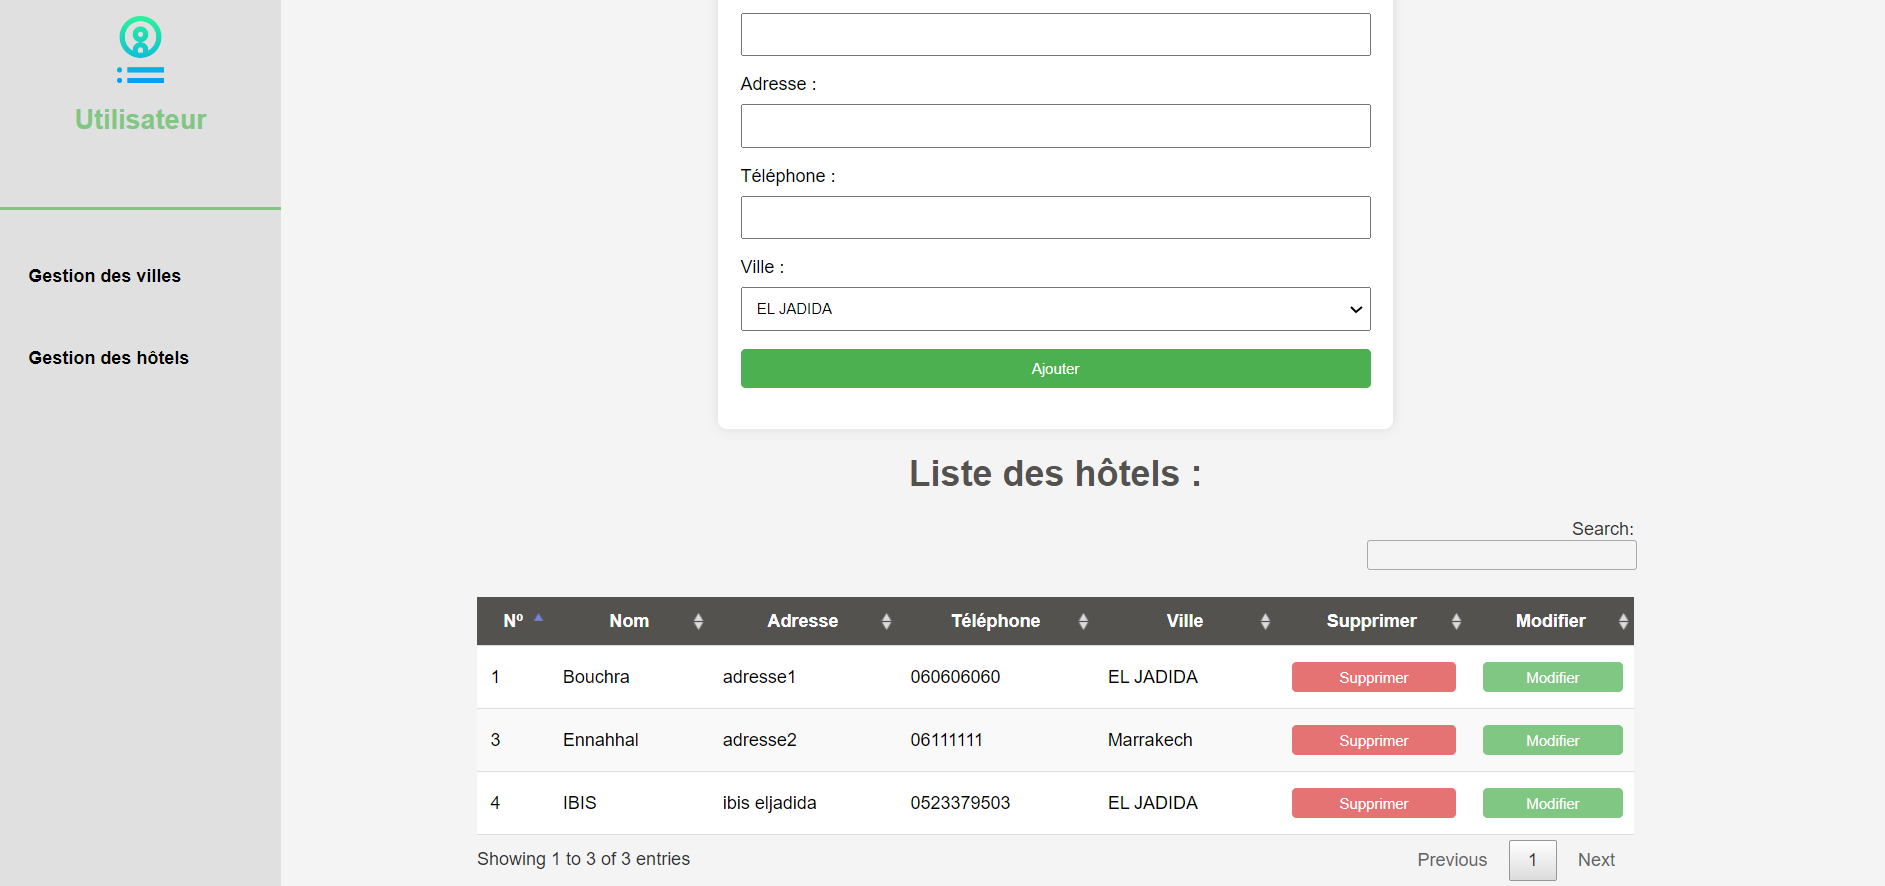 Utilisateur
Gestion des villes
Gestion des hôtels
Adresse :
Téléphone :
Ville :
EL JADIDA
Ajouter
Liste des hôtels :
Search:
Nº Nom Adresse Téléphone Ville Supprimer Modifier
1 Bouchra adresse1 060606060 EL JADIDA Supprimer Modifier
3 Ennahhal adresse2 06111111 Marrakech Supprimer Modifier
4 IBIS ibis eljadida 0523379503 EL JADIDA Supprimer Modifier
Showing 1 to 3 of 3 entries Previous 1 Next